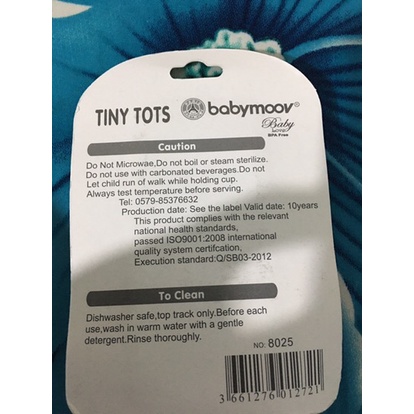 TINY TOTS babymoov
Baby
LOVE
BPA Free
Caution
Do Not Microwae,Do not boil or steam sterilize.
Do not use with carbonated beverages.Do not
Let child run of walk while holding cup.
Always test temperature before serving.
Tel: 0579-85376632
Production date: See the label Valid date: 10years
This product complies with the relevant
national health standards,
passed ISO9001:2008 international
quality system certifcation,
Execution standard:Q/SB03-2012
To Clean
Dishwasher safe,top track only.Before each
use,wash in warm water with a gentle
detergent.Rinse thoroughly.
NO: 8025
3 661276 012721